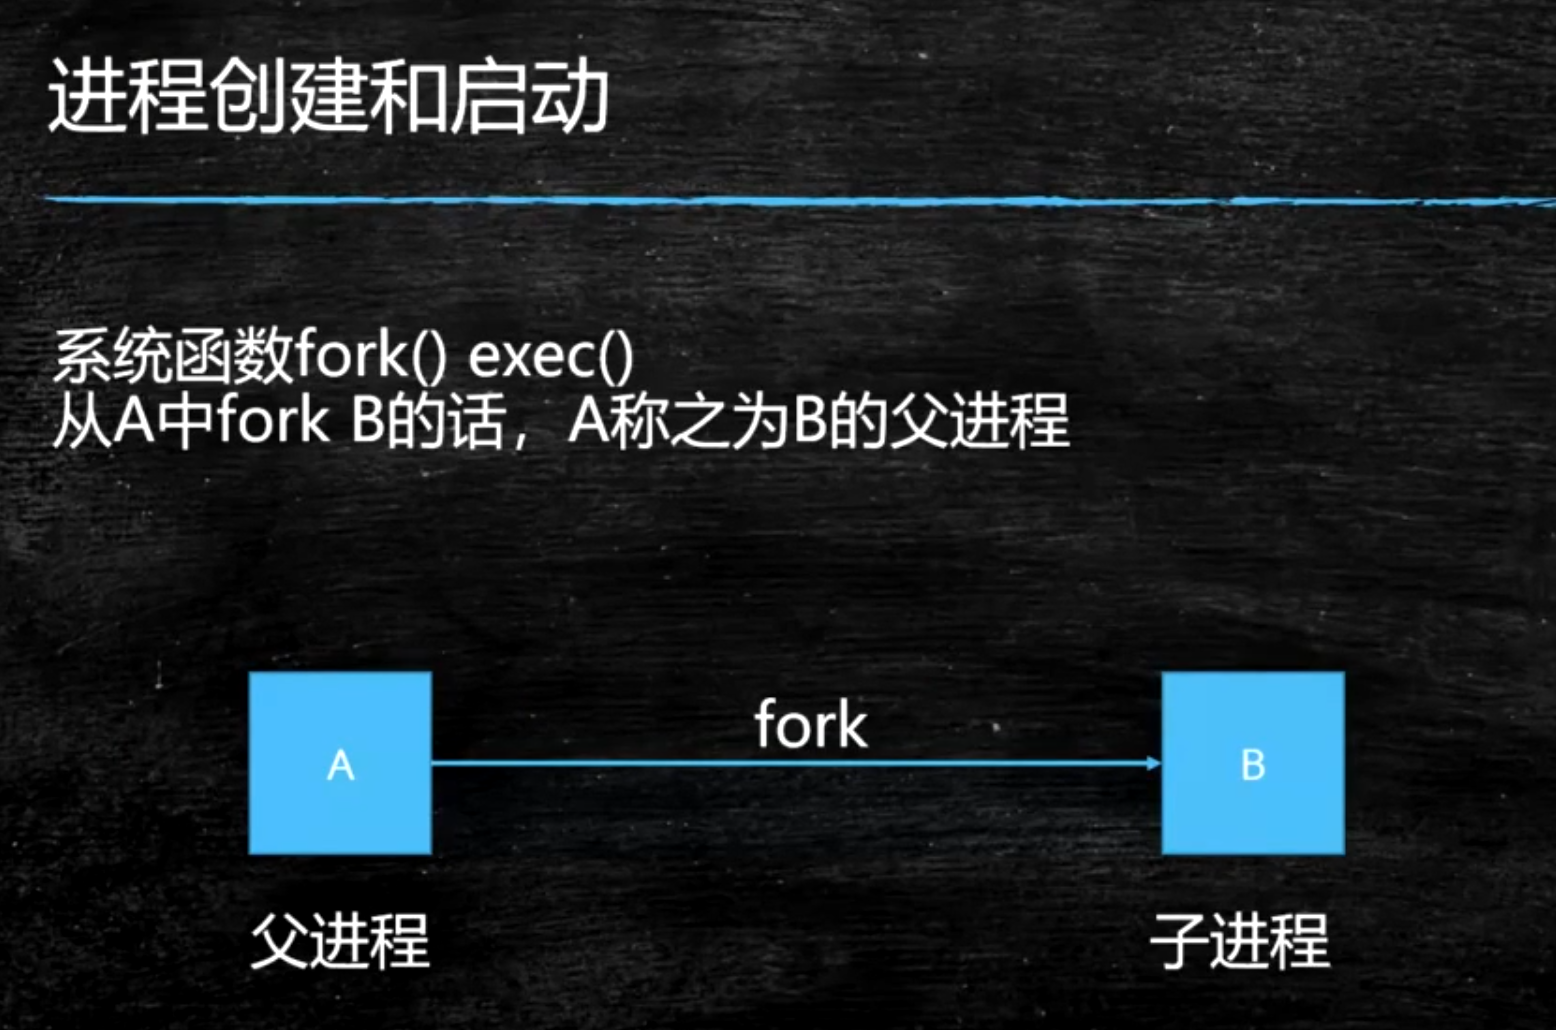 进程创建和启动
系统函数fork() exec()
从A中fork B的话，A称之为B的父进程
fork
A
B
父进程
子进程